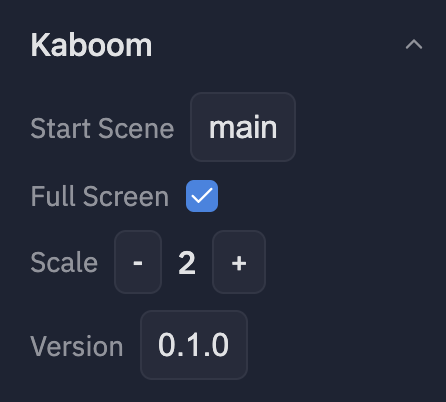 Kaboom
Start Scene main
Full Screen
Scale - 2 +
Version 0.1.0